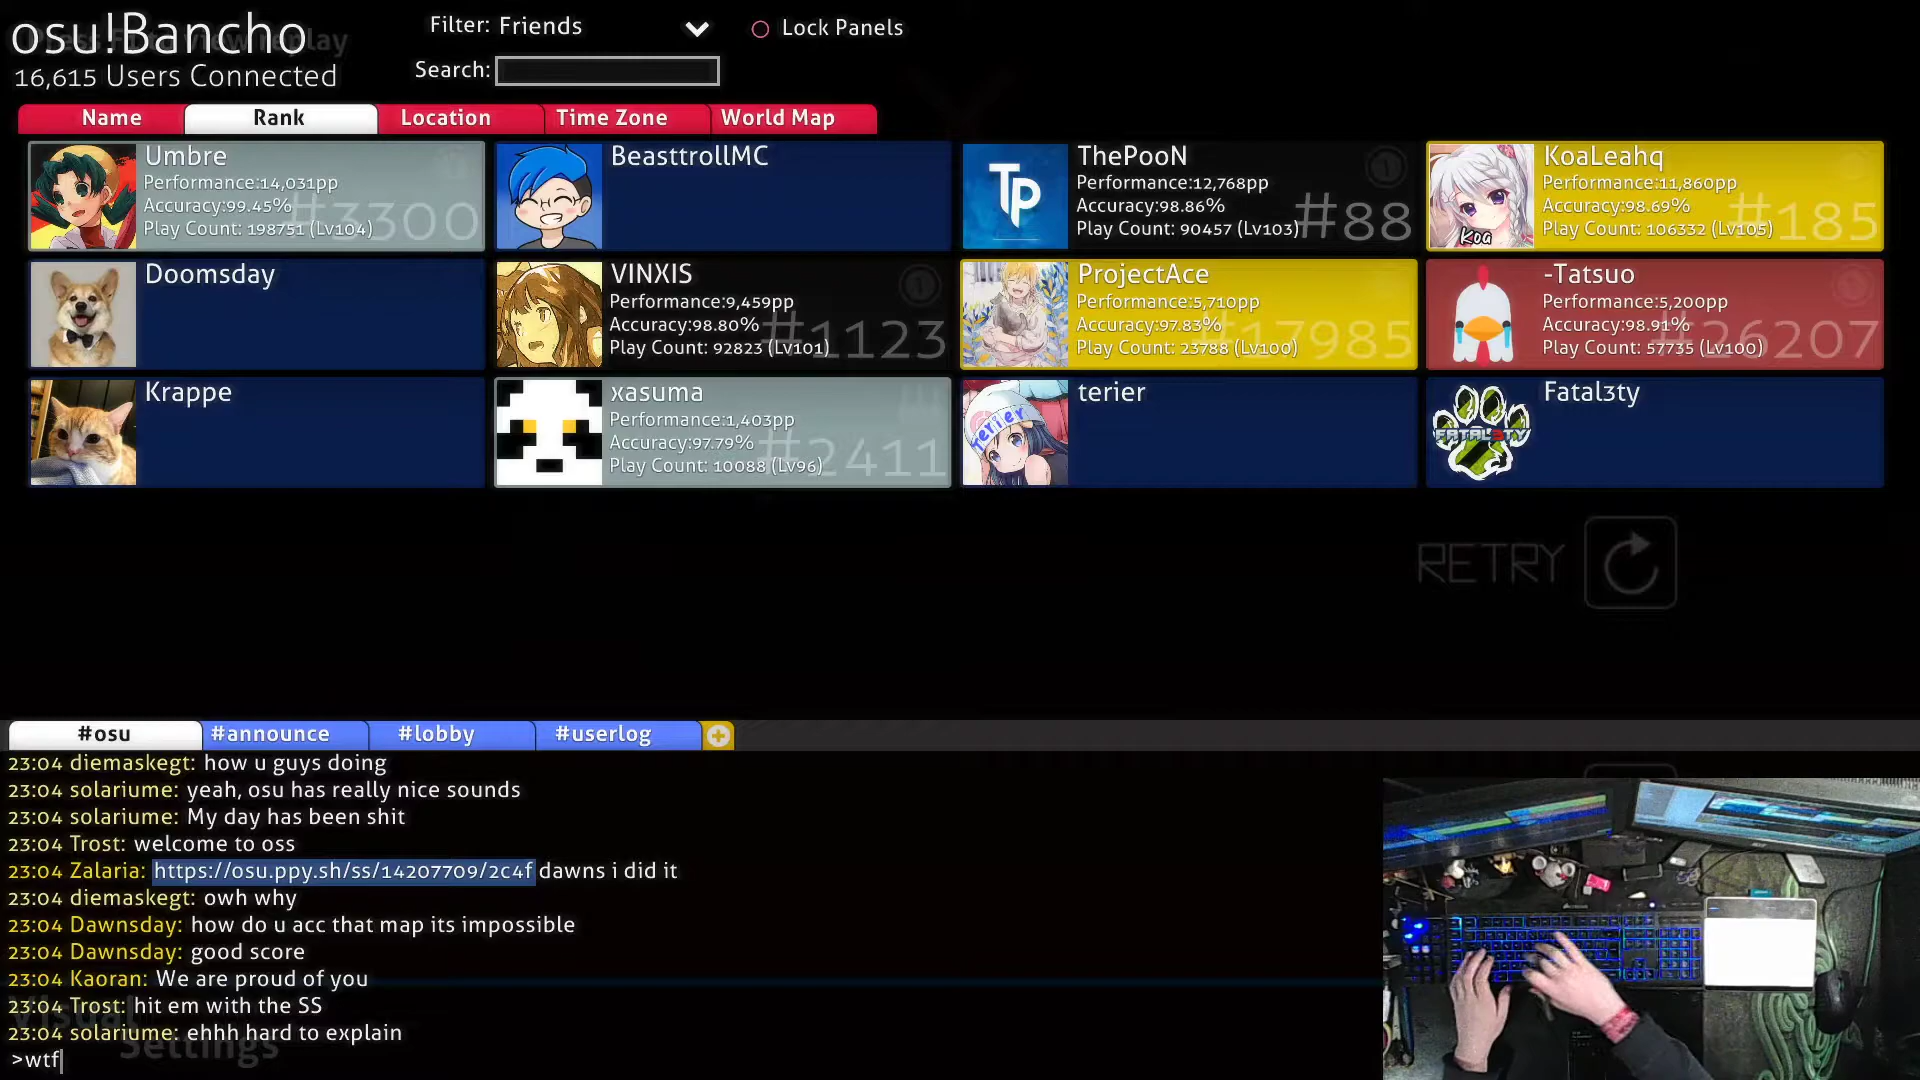 osu!Bancho
16,615 Users Connected
Filter: Friends
Lock Panels
Search:
Name
Rank
Location
Time Zone
World Map
Umbre
Performance:14,031pp
Accuracy:99.45%
Play Count: 198751 (Lv104)
#3300
BeasttrollMC
TP
ThePooN
Performance:12,768pp
Accuracy:98.86%
Play Count: 90457 (Lv103)
#88
Koa
KoaLeahq
Performance:11,860pp
Accuracy:98.69%
Play Count: 106332 (Lv105)
#185
Doomsday
VINXIS
Performance:9,459pp
Accuracy:98.80%
Play Count: 92823 (Lv101)
#1123
ProjectAce
Performance:5,710pp
Accuracy:97.83%
Play Count: 23788 (Lv100)
#17985
-Tatsuo
Performance:5,200pp
Accuracy:98.91%
Play Count: 57735 (Lv100)
#26207
Krappe
xasuma
Performance:1,403pp
Accuracy:97.79%
Play Count: 10088 (Lv96)
#2411
terier
terier
FATAL3TY
Fatal3ty
RETRY
#osu
#announce
#lobby
#userlog
23:04 diemaskegt: how u guys doing
23:04 solariume: yeah, osu has really nice sounds
23:04 solariume: My day has been shit
23:04 Trost: welcome to oss
23:04 Zalaria: https://osu.ppy.sh/ss/14207709/2c4f dawns i did it
23:04 diemaskegt: owh why
23:04 Dawnsday: how do u acc that map its impossible
23:04 Dawnsday: good score
23:04 Kaoran: We are proud of you
23:04 Trost: hit em with the SS
23:04 solariume: ehhh hard to explain
Visual
Settings
>wtf